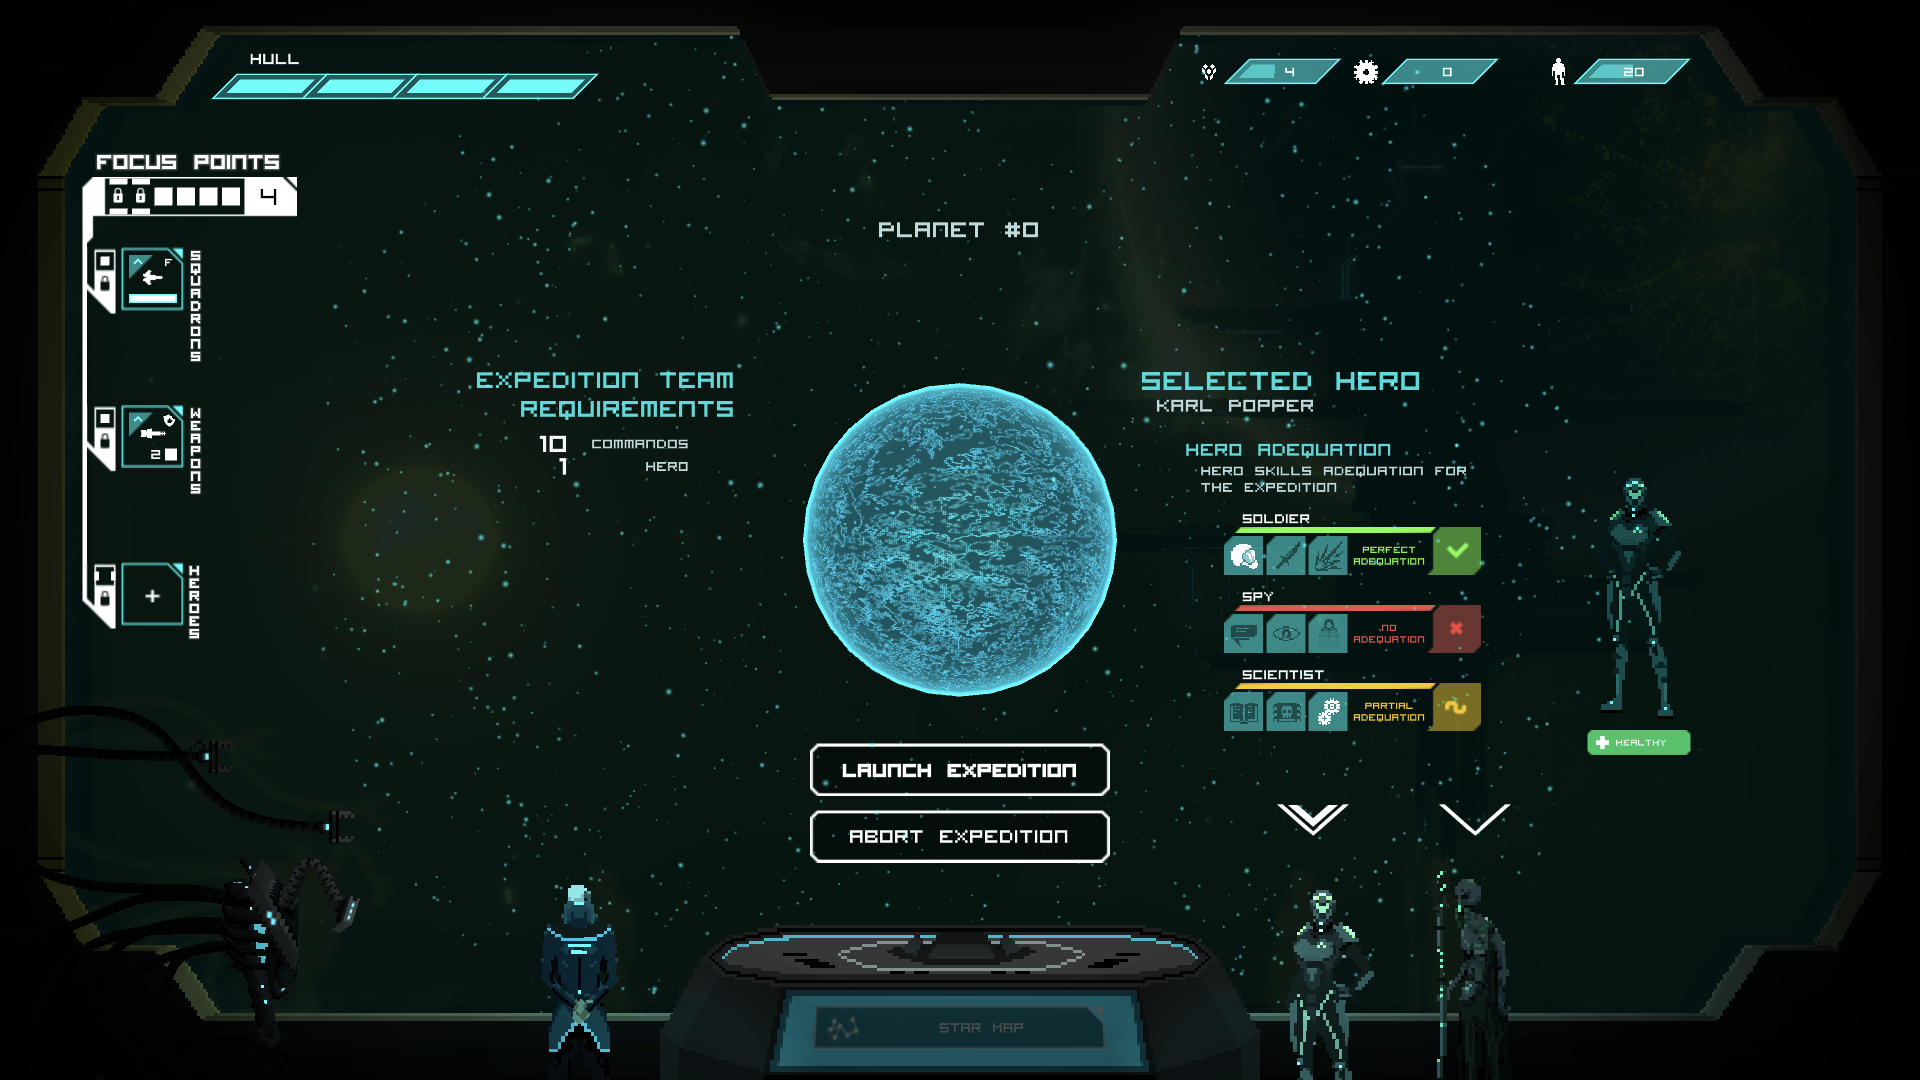 HULL
4
0
20
FOCUS POINTS
4
F
SQUADRONS
PLANET #0
EXPEDITION TEAM
REQUIREMENTS
10 COMMANDOS
1 HERO
SELECTED HERO
KARL POPPER
HERO ADEQUATION
HERO SKILLS ADEQUATION FOR
THE EXPEDITION
2
WEAPONS
SOLDIER
PERFECT
ADEQUATION
HEROES
SPY
NO
ADEQUATION
SCIENTIST
PARTIAL
ADEQUATION
HEALTHY
LAUNCH EXPEDITION
ABORT EXPEDITION
STAR MAP